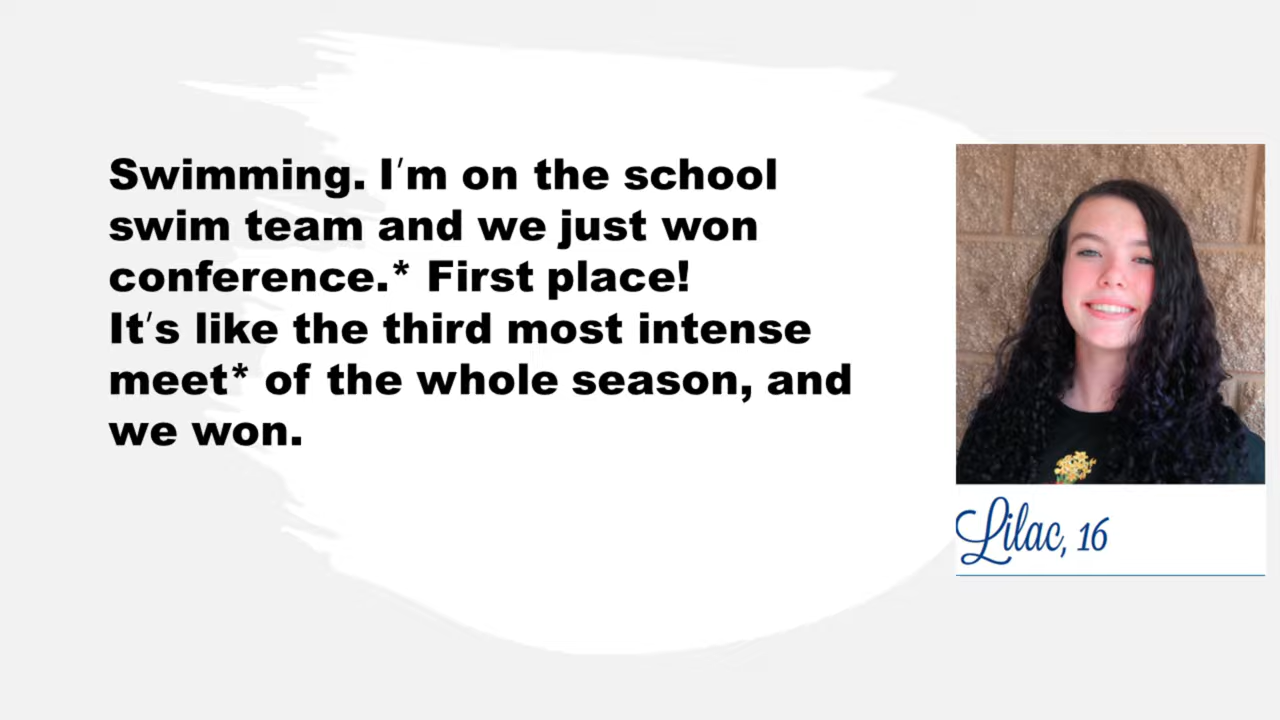 Swimming. I′m on the school
swim team and we just won
conference.* First place!
It′s like the third most intense
meet* of the whole season, and
we won.
Lilac, 16